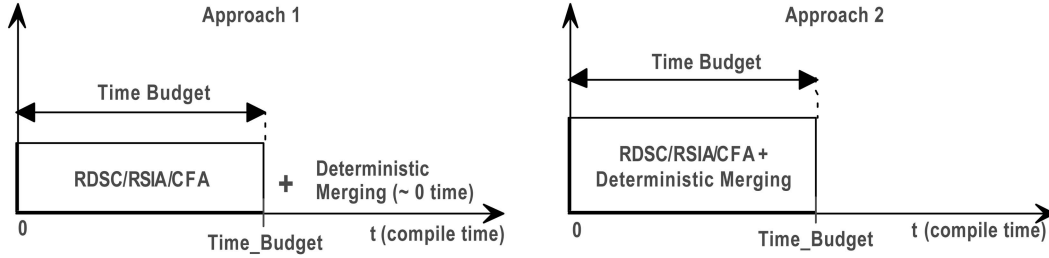 Approach 1
Time Budget
RDSC/RSIA/CFA
+
Deterministic
Merging (~ 0 time)
0
Time_Budget
t (compile time)
Approach 2
Time Budget
RDSC/RSIA/CFA +
Deterministic Merging
0
Time_Budget
t (compile time)